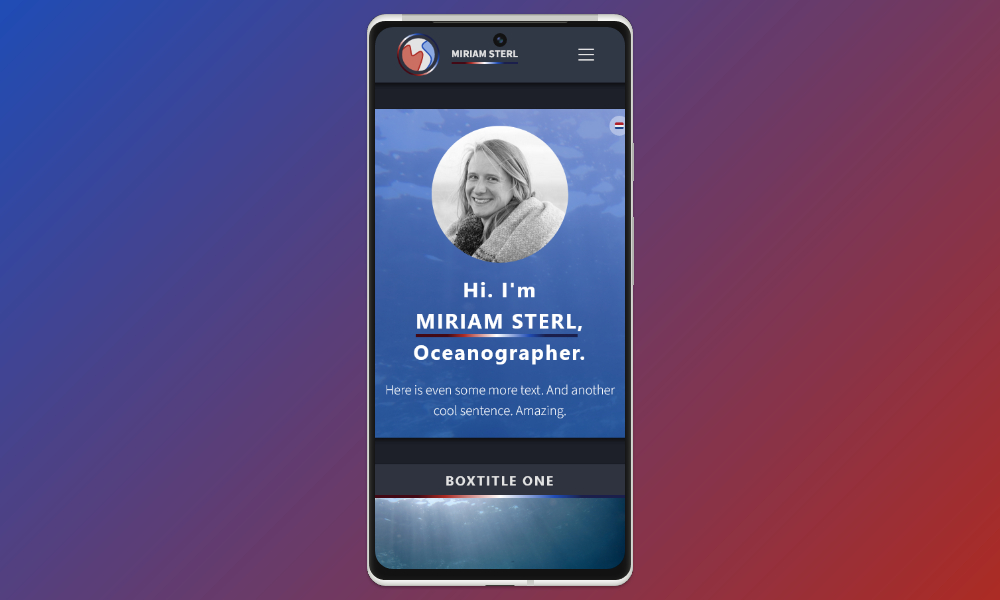 MIRIAM STERL
Hi. I'm
MIRIAM STERL,
Oceanographer.
Here is even some more text. And another
cool sentence. Amazing.
BOXTITLE ONE